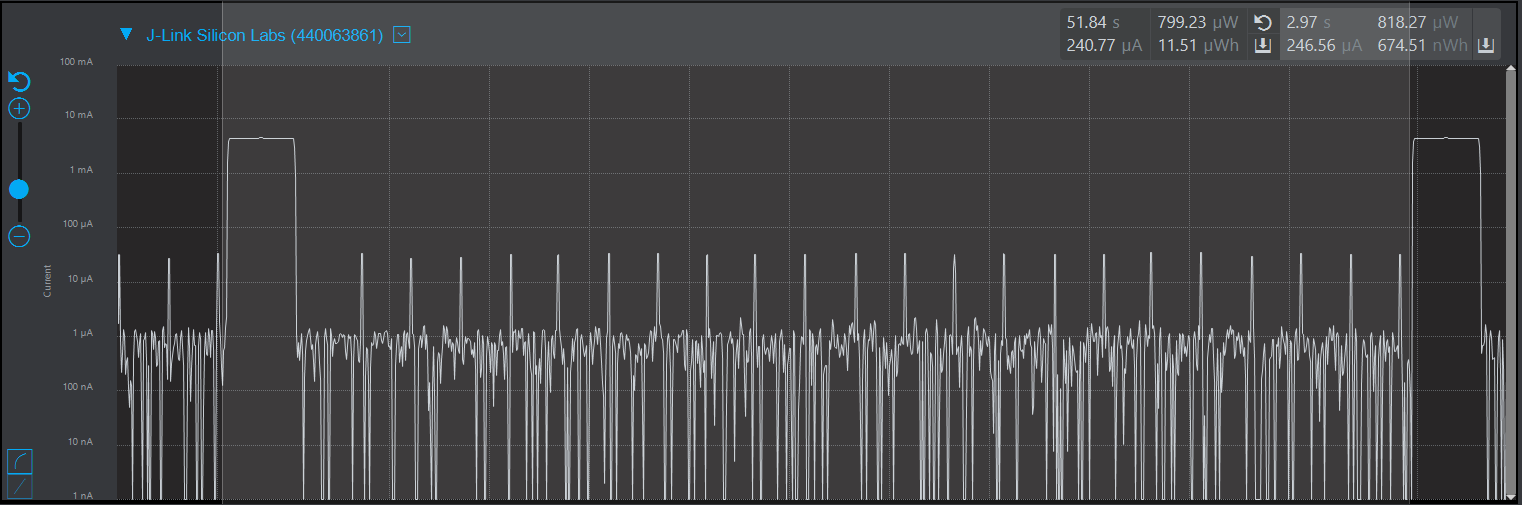 J-Link Silicon Labs (440063861)
51.84 s 799.23 µW 2.97 s 818.27 µW
240.77 µA 11.51 µWh 246.56 µA 674.51 nWh
100 mA
10 mA
1 mA
100 µA
10 µA
1 µA
100 nA
10 nA
1 nA
Current